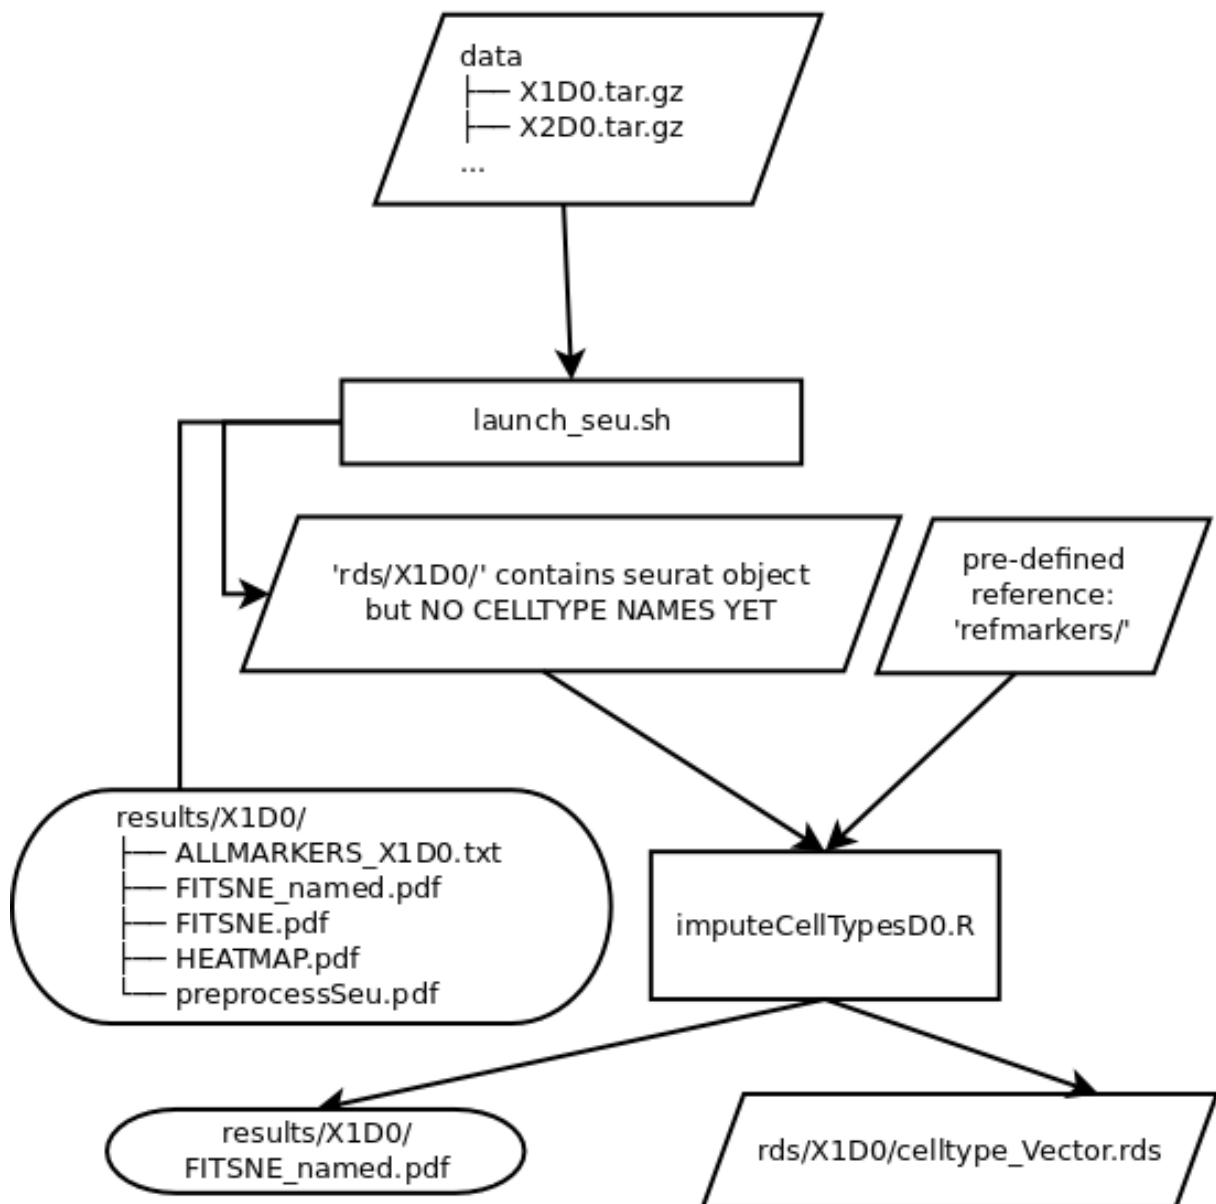 data
├── X1D0.tar.gz
├── X2D0.tar.gz
...
launch_seu.sh
'rds/X1D0/' contains seurat object
but NO CELLTYPE NAMES YET
pre-defined
reference:
'refmarkers/'
results/X1D0/
├── ALLMARKERS_X1D0.txt
├── FITSNE_named.pdf
├── FITSNE.pdf
├── HEATMAP.pdf
└── preprocessSeu.pdf
imputeCellTypesD0.R
results/X1D0/
FITSNE_named.pdf
rds/X1D0/celltype_Vector.rds